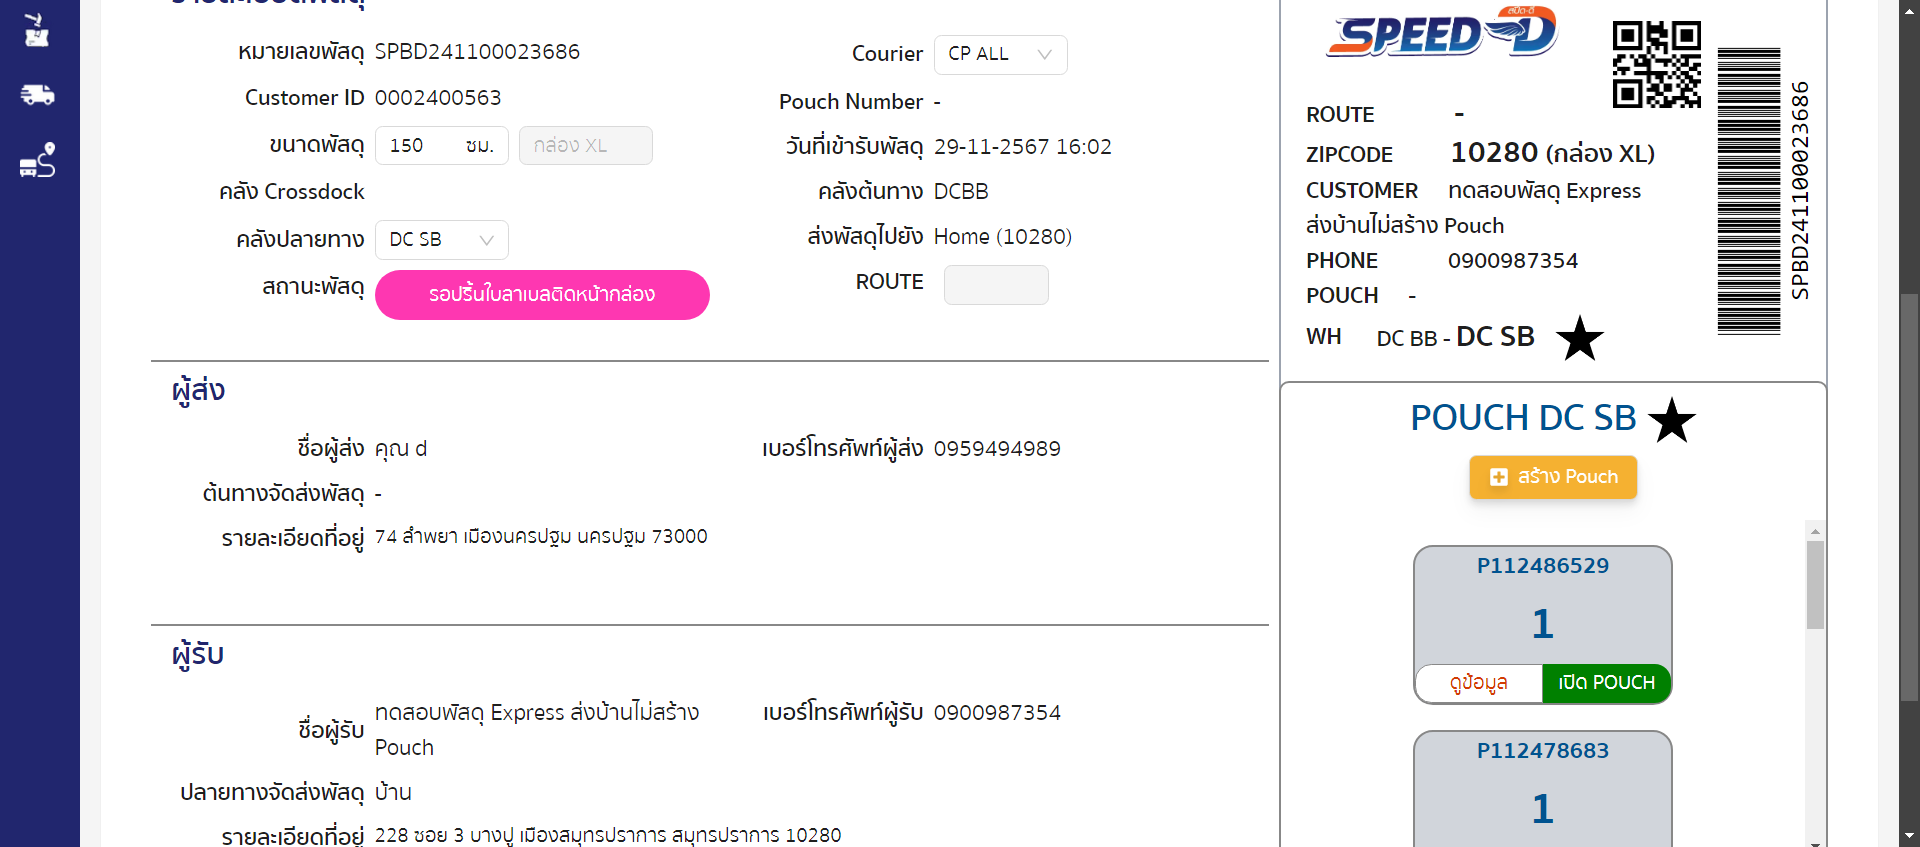 รายละเอียดพัสดุ
หมายเลขพัสดุ SPBD241100023686
Customer ID 0002400563
ขนาดพัสดุ 150 ซม. กล่อง XL
คลัง Crossdock
คลังปลายทาง DC SB
สถานะพัสดุ รอปริ้นใบลาเบลติดหน้ากล่อง
Courier CP ALL
Pouch Number -
วันที่เข้ารับพัสดุ 29-11-2567 16:02
คลังต้นทาง DCBB
ส่งพัสดุไปยัง Home (10280)
ROUTE
ผู้ส่ง
ชื่อผู้ส่ง คุณ d
เบอร์โทรศัพท์ผู้ส่ง 0959494989
ต้นทางจัดส่งพัสดุ -
รายละเอียดที่อยู่ 74 ลำพยา เมืองนครปฐม นครปฐม 73000
ผู้รับ
ชื่อผู้รับ ทดสอบพัสดุ Express ส่งบ้านไม่สร้าง
Pouch
เบอร์โทรศัพท์ผู้รับ 0900987354
ปลายทางจัดส่งพัสดุ บ้าน
รายละเอียดที่อยู่ 228 ซอย 3 บางปู เมืองสมุทรปราการ สมุทรปราการ 10280
สปีด-ดี
SPEED D
ROUTE -
ZIPCODE 10280 (กล่อง XL)
CUSTOMER ทดสอบพัสดุ Express
ส่งบ้านไม่สร้าง Pouch
PHONE 0900987354
POUCH -
WH DC BB - DC SB
SPBD241100023686
POUCH DC SB
สร้าง Pouch
P112486529
1
ดูข้อมูล เปิด POUCH
P112478683
1